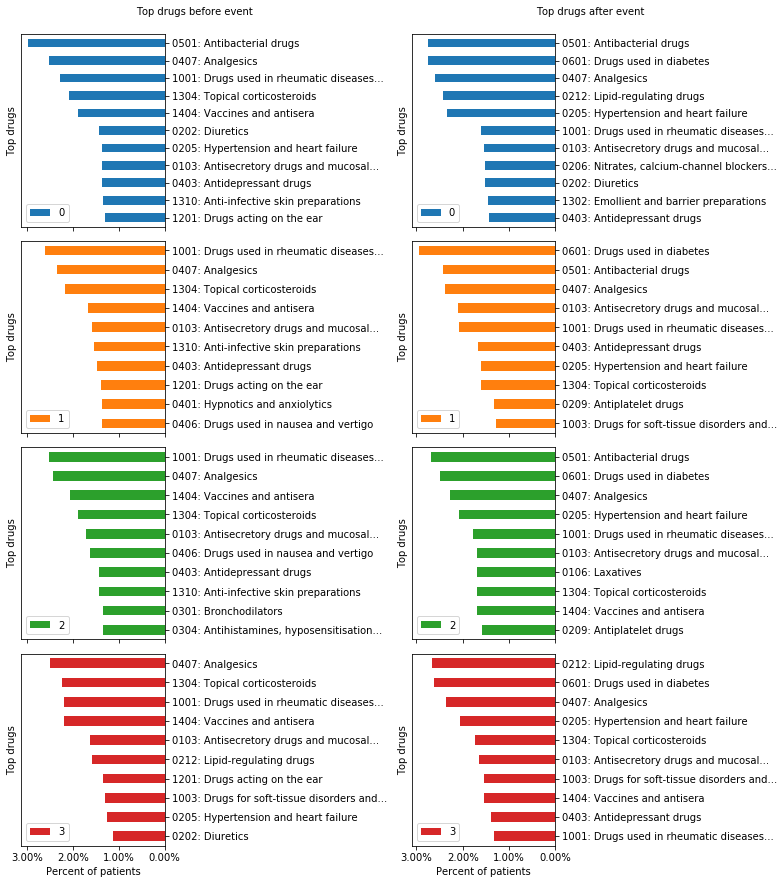 Top drugs before event
Top drugs
0501: Antibacterial drugs
0407: Analgesics
1001: Drugs used in rheumatic diseases...
1304: Topical corticosteroids
1404: Vaccines and antisera
0202: Diuretics
0205: Hypertension and heart failure
0103: Antisecretory drugs and mucosal...
0403: Antidepressant drugs
1310: Anti-infective skin preparations
1201: Drugs acting on the ear
0
Top drugs
1001: Drugs used in rheumatic diseases...
0407: Analgesics
1304: Topical corticosteroids
1404: Vaccines and antisera
0103: Antisecretory drugs and mucosal...
1310: Anti-infective skin preparations
0403: Antidepressant drugs
1201: Drugs acting on the ear
0401: Hypnotics and anxiolytics
0406: Drugs used in nausea and vertigo
1
Top drugs
1001: Drugs used in rheumatic diseases...
0407: Analgesics
1404: Vaccines and antisera
1304: Topical corticosteroids
0103: Antisecretory drugs and mucosal...
0406: Drugs used in nausea and vertigo
0403: Antidepressant drugs
1310: Anti-infective skin preparations
0301: Bronchodilators
0304: Antihistamines, hyposensitisation...
2
Top drugs
0407: Analgesics
1304: Topical corticosteroids
1001: Drugs used in rheumatic diseases...
1404: Vaccines and antisera
0103: Antisecretory drugs and mucosal...
0212: Lipid-regulating drugs
1201: Drugs acting on the ear
1003: Drugs for soft-tissue disorders and...
0205: Hypertension and heart failure
0202: Diuretics
3
3.00% 2.00% 1.00% 0.00%
Percent of patients
Top drugs after event
Top drugs
0501: Antibacterial drugs
0601: Drugs used in diabetes
0407: Analgesics
0212: Lipid-regulating drugs
0205: Hypertension and heart failure
1001: Drugs used in rheumatic diseases...
0103: Antisecretory drugs and mucosal...
0206: Nitrates, calcium-channel blockers...
0202: Diuretics
1302: Emollient and barrier preparations
0403: Antidepressant drugs
0
Top drugs
0601: Drugs used in diabetes
0501: Antibacterial drugs
0407: Analgesics
0103: Antisecretory drugs and mucosal...
1001: Drugs used in rheumatic diseases...
0403: Antidepressant drugs
0205: Hypertension and heart failure
1304: Topical corticosteroids
0209: Antiplatelet drugs
1003: Drugs for soft-tissue disorders and...
1
Top drugs
0501: Antibacterial drugs
0601: Drugs used in diabetes
0407: Analgesics
0205: Hypertension and heart failure
1001: Drugs used in rheumatic diseases...
0103: Antisecretory drugs and mucosal...
0106: Laxatives
1304: Topical corticosteroids
1404: Vaccines and antisera
0209: Antiplatelet drugs
2
Top drugs
0212: Lipid-regulating drugs
0601: Drugs used in diabetes
0407: Analgesics
0205: Hypertension and heart failure
1304: Topical corticosteroids
0103: Antisecretory drugs and mucosal...
1003: Drugs for soft-tissue disorders and...
1404: Vaccines and antisera
0403: Antidepressant drugs
1001: Drugs used in rheumatic diseases...
3
3.00% 2.00% 1.00% 0.00%
Percent of patients